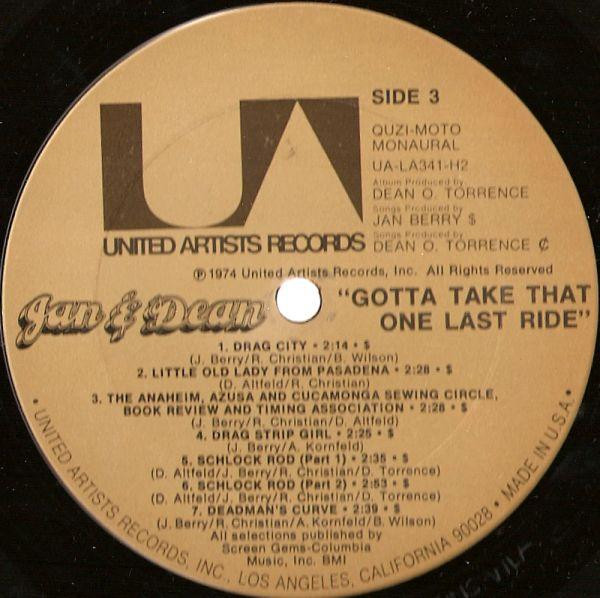 SIDE 3
QUZI-MOTO
MONAURAL
UA-LA341-H2
Album Produced by
DEAN O. TORRENCE
Songs Produced by
JAN BERRY $
Songs Produced by
DEAN O. TORRENCE ¢
UA
UNITED ARTISTS RECORDS
℗ 1974 United Artists Records, Inc. All Rights Reserved
Jan & Dean
"GOTTA TAKE THAT
ONE LAST RIDE"
1. DRAG CITY • 2:14 • $
(J. Berry/R. Christian/B. Wilson)
2. LITTLE OLD LADY FROM PASADENA • 2:28 • $
(D. Altfeld/R. Christian)
3. THE ANAHEIM, AZUSA AND CUCAMONGA SEWING CIRCLE,
BOOK REVIEW AND TIMING ASSOCIATION • 2:28 • $
(J. Berry/R. Christian/D. Altfeld)
4. DRAG STRIP GIRL • 2:25 • $
(J. Berry/A. Kornfeld)
5. SCHLOCK ROD (Part 1) • 2:35 • $
(D. Altfeld/J. Berry/R. Christian/D. Torrence)
6. SCHLOCK ROD (Part 2) • 2:53 • $
(D. Altfeld/J. Berry/R. Christian/D. Torrence)
7. DEADMAN'S CURVE • 2:39 • $
(J. Berry/R. Christian/A. Kornfeld/B. Wilson)
All selections published by
Screen Gems-Columbia
Music, Inc. BMI
• UNITED ARTISTS RECORDS, INC., LOS ANGELES, CALIFORNIA 90028 • MADE IN U.S.A. •